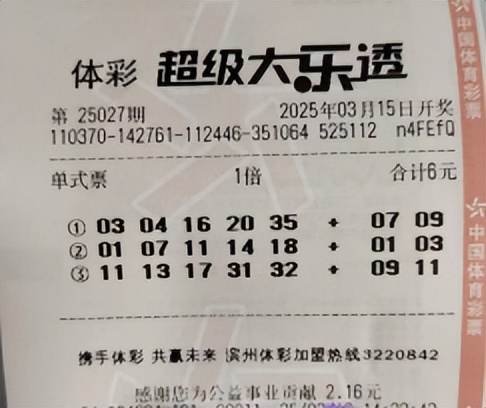 体彩 超级大乐透
第 25027期 2025年03月15日开奖
110370-142761-112446-351064 525112 n4FEfQ
单式票 1倍 合计6元
① 03 04 16 20 35 + 07 09
② 01 07 11 14 18 + 01 03
③ 11 13 17 31 32 + 09 11
携手体彩 共赢未来 滨州体彩加盟热线3220842
感谢您为公益事业贡献 2.16元
中国体育彩票
中国体育彩票